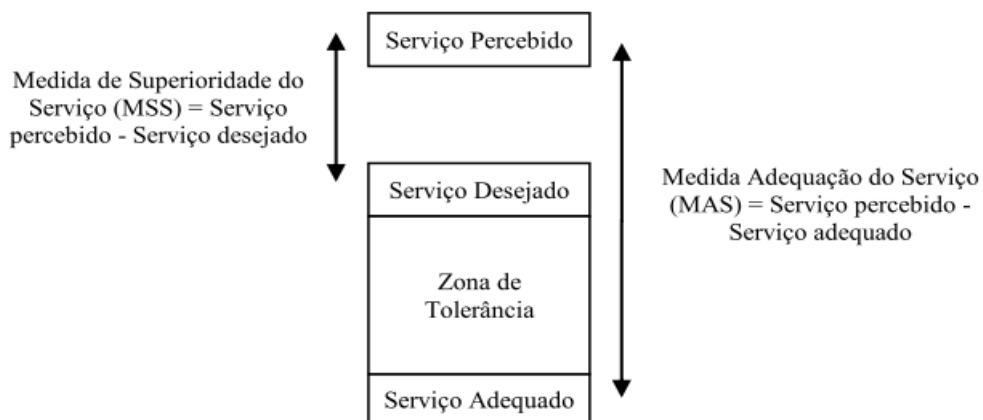 Serviço Percebido
Medida de Superioridade do
Serviço (MSS) = Serviço
percebido - Serviço desejado
Serviço Desejado
Medida Adequação do Serviço
(MAS) = Serviço percebido -
Serviço adequado
Zona de
Tolerância
Serviço Adequado